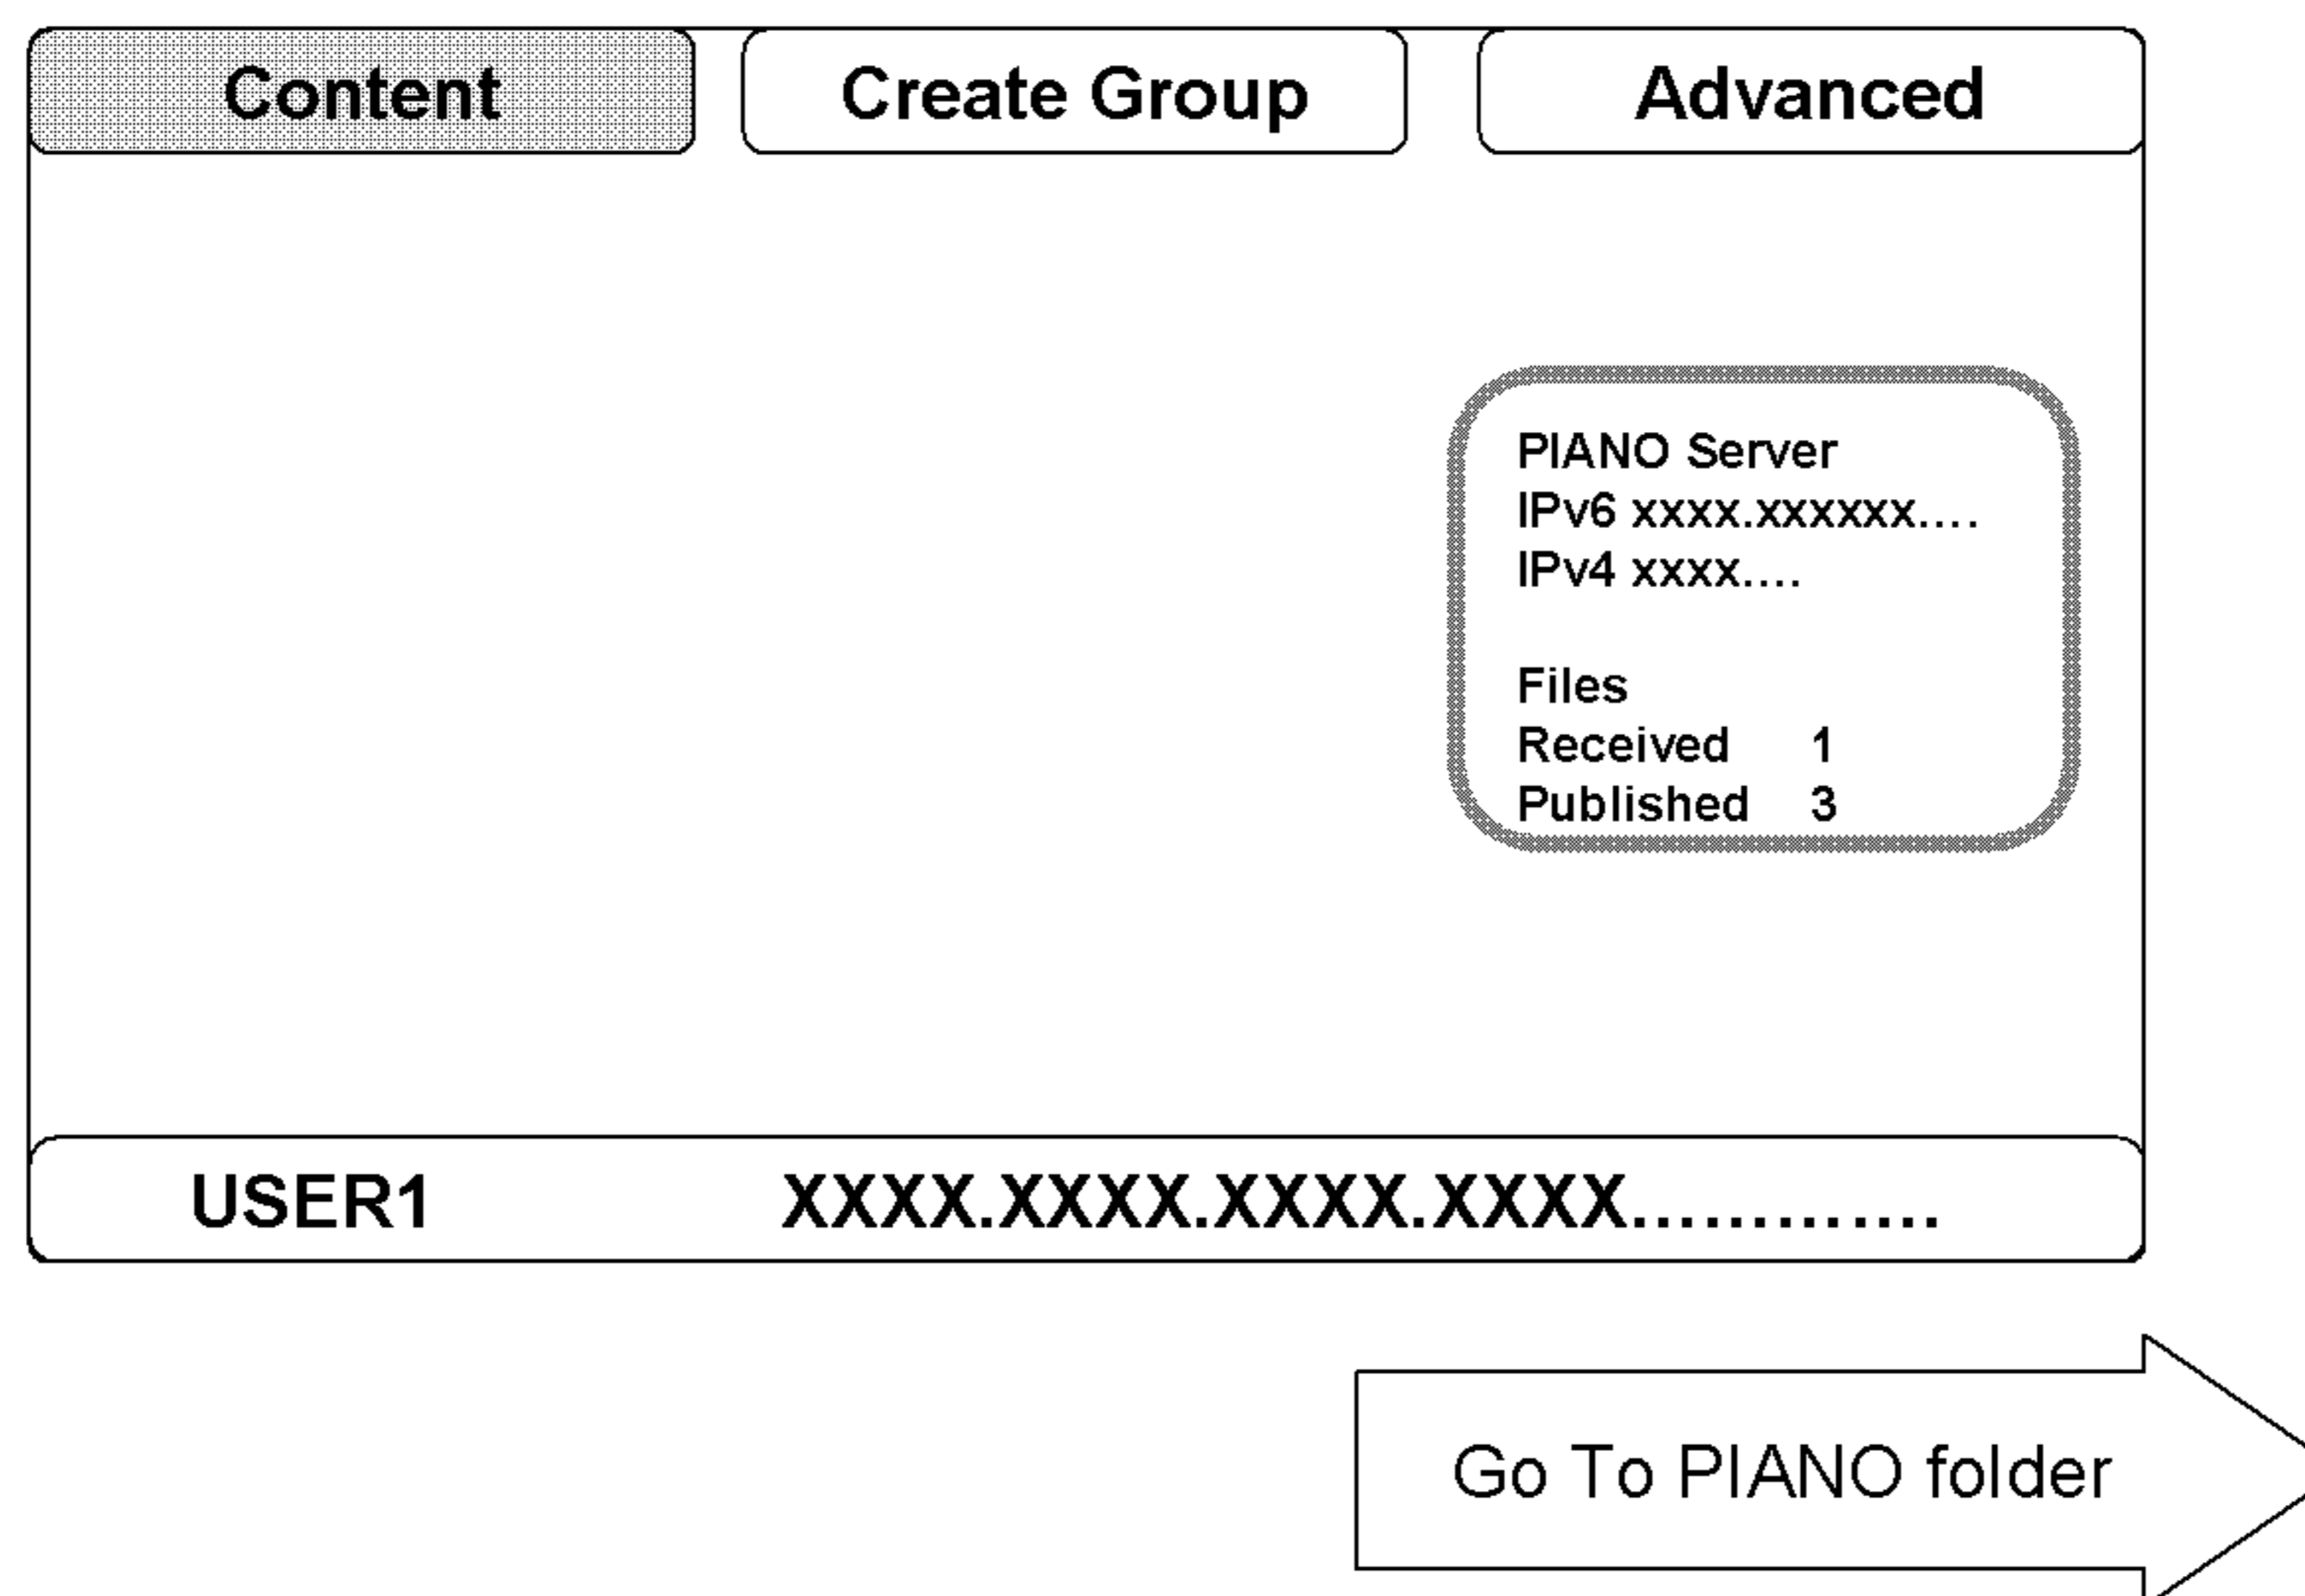 Content Create Group Advanced
PIANO Server
IPv6 xxxx.xxxxxx....
IPv4 xxxx....
Files
Received 1
Published 3
USER1 XXXX.XXXX.XXXX.XXXX.............
Go To PIANO folder